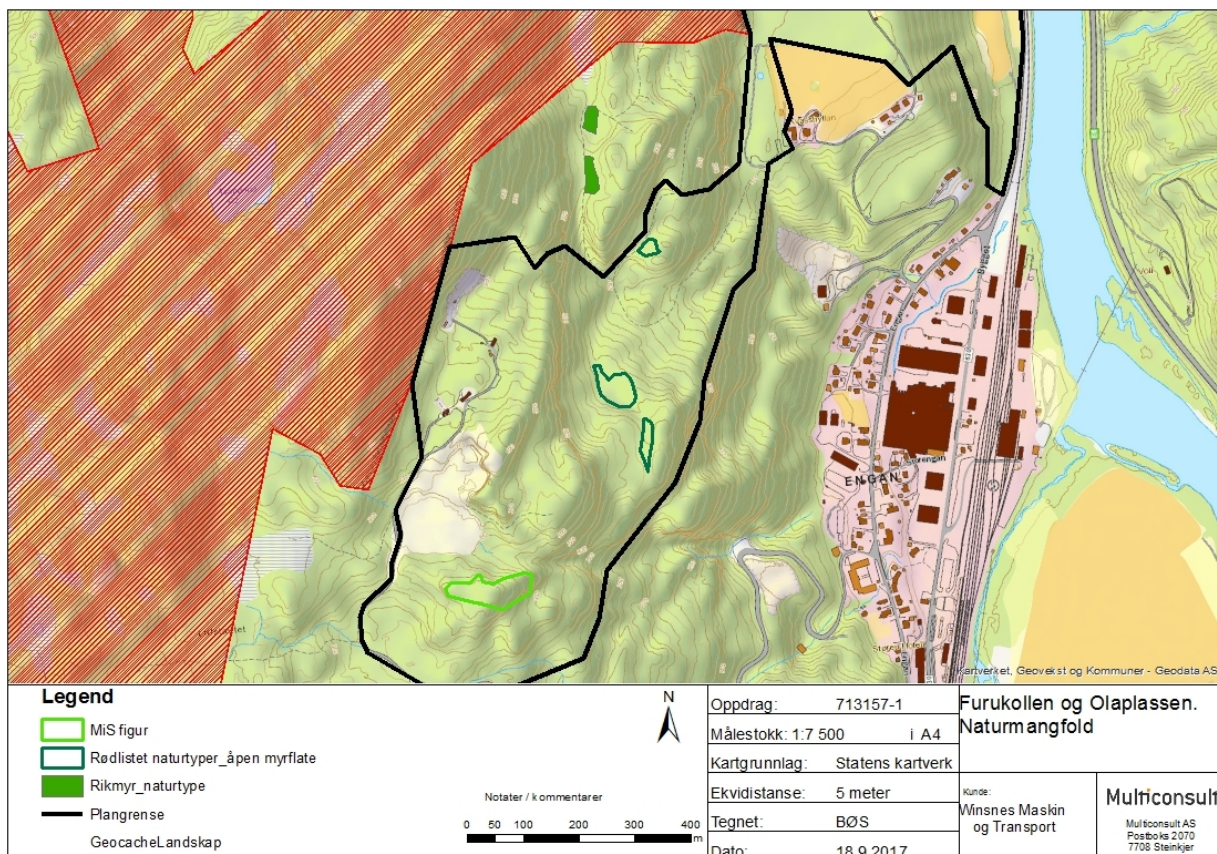 Engan
Byggot
ENGAN
Kartverket, Geovekst og Kommuner - Geodata AS
Legend
MiS figur
Rødlistet naturtyper_åpen myrflate
Rikmyr_naturtype
Plangrense
GeocacheLandskap
N
Notater / kommentarer
0 50 100 200 300 400
m
Oppdrag: 713157-1
Målestokk: 1:7 500 i A4
Kartgrunnlag: Statens kartverk
Ekvidistanse: 5 meter
Tegnet: BØS
Dato: 18.9.2017
Furukollen og Olaplassen.
Naturmangfold
Kunde:
Winsnes Maskin
og Transport
Multiconsult
Multiconsult AS
Postboks 2070
7708 Steinkjer